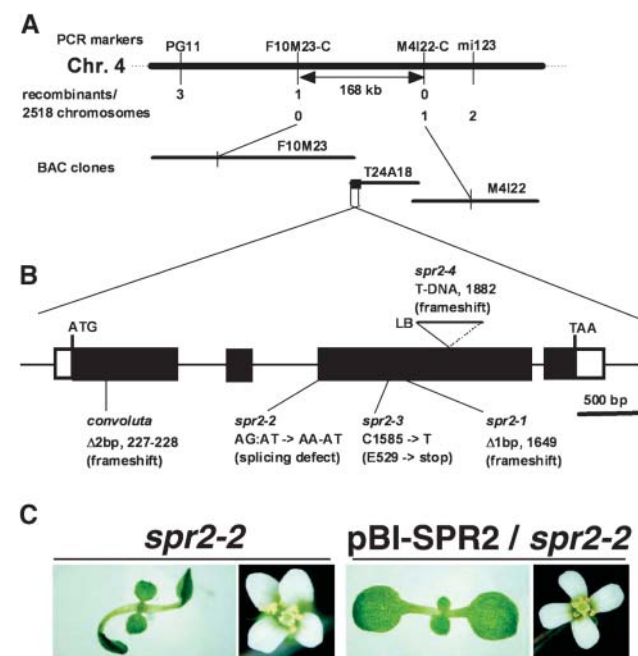 A
PCR markers
PG11 F10M23-C M4I22-C mi123
Chr. 4
168 kb
recombinants/ 3 1 0
2518 chromosomes 0 1 2
F10M23
BAC clones
T24A18
M4I22
B
spr2-4
T-DNA, 1882
(frameshift)
LB
ATG
TAA
500 bp
convoluta
Δ2bp, 227-228
(frameshift)
spr2-2
AG:AT -> AA-AT
(splicing defect)
spr2-3
C1585 -> T
(E529 -> stop)
spr2-1
Δ1bp, 1649
(frameshift)
C
spr2-2
pBI-SPR2 / spr2-2